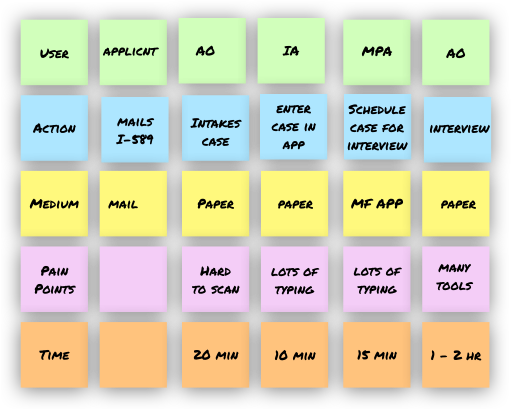 User
APPLICNT
AO
IA
MPA
AO
Action
mails
I-589
Intakes
case
enter
case in
app
Schedule
case for
interview
interview
Medium
mail
Paper
paper
MF APP
paper
Pain
Points
Hard
to scan
lots of
typing
lots of
typing
many
tools
Time
20 min
10 min
15 min
1 - 2 hr